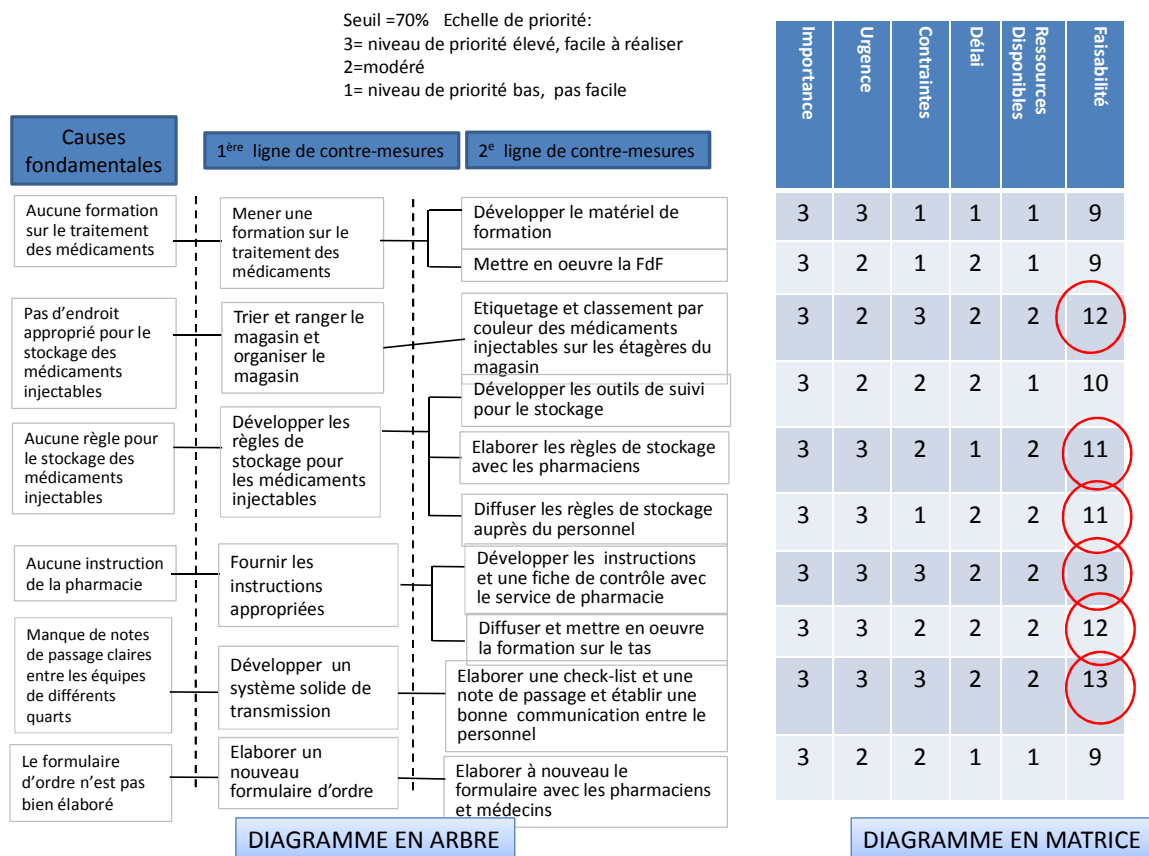 Seuil =70% Echelle de priorité:
3= niveau de priorité élevé, facile à réaliser
2=modéré
1= niveau de priorité bas, pas facile
Importance
Urgence
Contraintes
Délai
Ressources
Disponibles
Faisabilité
Causes
fondamentales
1ère ligne de contre-mesures
2e ligne de contre-mesures
Aucune formation
sur le traitement
des médicaments
Mener une
formation sur le
traitement des
médicaments
Développer le matériel de
formation
3 3 1 1 1 9
Mettre en oeuvre la FdF
3 2 1 2 1 9
Pas d’endroit
approprié pour le
stockage des
médicaments
injectables
Trier et ranger le
magasin et
organiser le
magasin
Etiquetage et classement par
couleur des médicaments
injectables sur les étagères du
magasin
3 2 3 2 2 12
Aucune règle pour
le stockage des
médicaments
injectables
Développer les
règles de
stockage pour
les médicaments
injectables
Développer les outils de suivi
pour le stockage
3 2 2 2 1 10
Elaborer les règles de stockage
avec les pharmaciens
3 3 2 1 2 11
Diffuser les règles de stockage
auprès du personnel
3 3 1 2 2 11
Aucune instruction
de la pharmacie
Fournir les
instructions
appropriées
Développer les instructions
et une fiche de contrôle avec
le service de pharmacie
3 3 3 2 2 13
Diffuser et mettre en oeuvre
la formation sur le tas
3 3 2 2 2 12
Manque de notes
de passage claires
entre les équipes
de différents
quarts
Développer un
système solide de
transmission
Elaborer une check-list et une
note de passage et établir une
bonne communication entre le
personnel
3 3 3 2 2 13
Le formulaire
d’ordre n’est pas
bien élaboré
Elaborer un
nouveau
formulaire d’ordre
Elaborer à nouveau le
formulaire avec les pharmaciens
et médecins
3 2 2 1 1 9
DIAGRAMME EN ARBRE
DIAGRAMME EN MATRICE